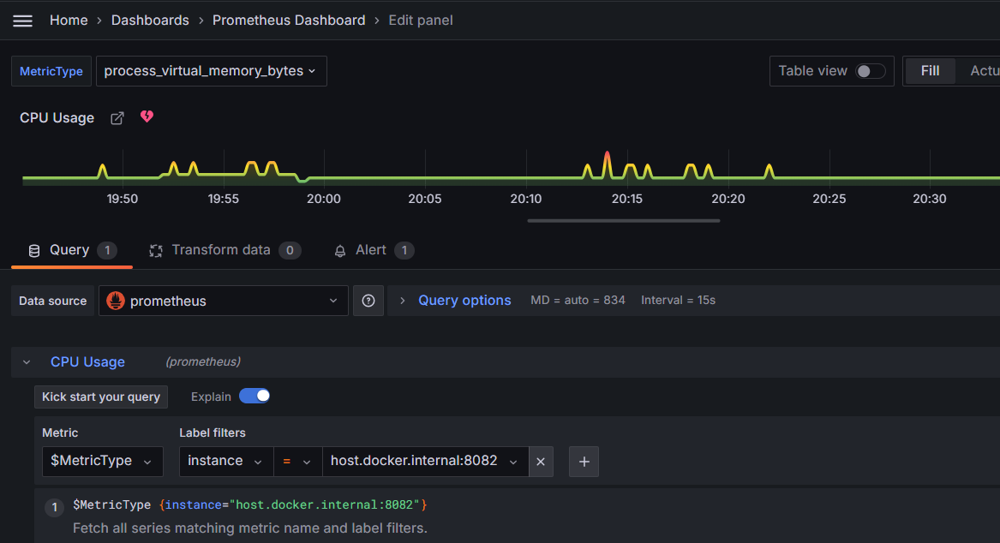 Home > Dashboards > Prometheus Dashboard > Edit panel
MetricType process_virtual_memory_bytes Table view Fill Actu
CPU Usage
19:50 19:55 20:00 20:05 20:10 20:15 20:20 20:25 20:30
Query 1 Transform data 0 Alert 1
Data source prometheus Query options MD = auto = 834 Interval = 15s
CPU Usage (prometheus)
Kick start your query Explain
Metric Label filters
$MetricType instance = host.docker.internal:8082
1 $MetricType {instance="host.docker.internal:8082"}
Fetch all series matching metric name and label filters.